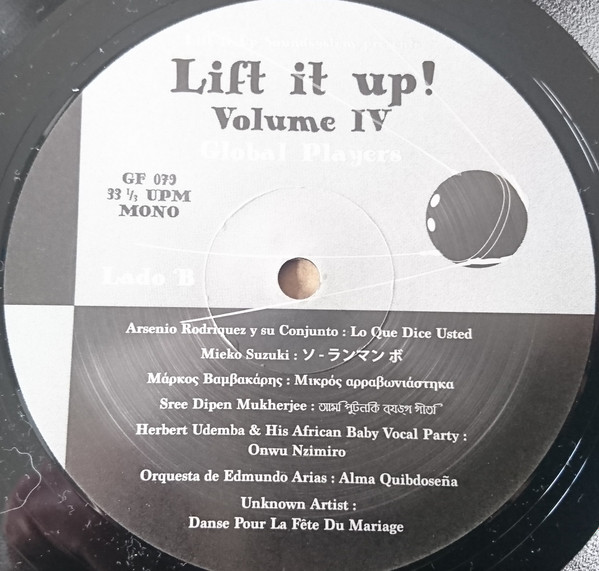 Lift it up!
Volume IV
Global Players
GF 079
33 ⅓ UPM
MONO
Lado B
Arsenio Rodriquez y su Conjunto : Lo Que Dice Usted
Mieko Suzuki : ソ - ランマン ボ
Μάρκος Βαμβακάρης : Μικρός αρραβωνιάστηκα
Sree Dipen Mukherjee :
Herbert Udemba & His African Baby Vocal Party :
Onwu Nzimiro
Orquesta de Edmundo Arias : Alma Quibdoseña
Unknown Artist :
Danse Pour La Fête Du Mariage